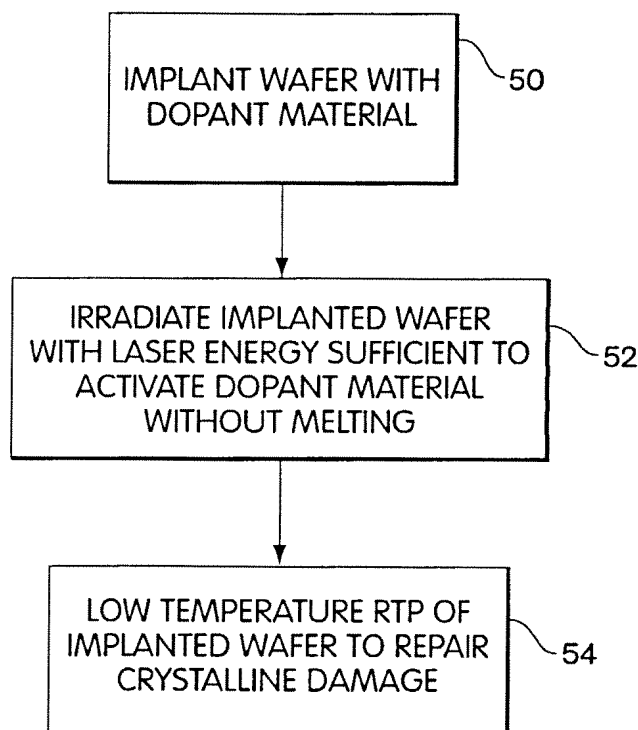 IMPLANT WAFER WITH
DOPANT MATERIAL
50
IRRADIATE IMPLANTED WAFER
WITH LASER ENERGY SUFFICIENT TO
ACTIVATE DOPANT MATERIAL
WITHOUT MELTING
52
LOW TEMPERATURE RTP OF
IMPLANTED WAFER TO REPAIR
CRYSTALLINE DAMAGE
54